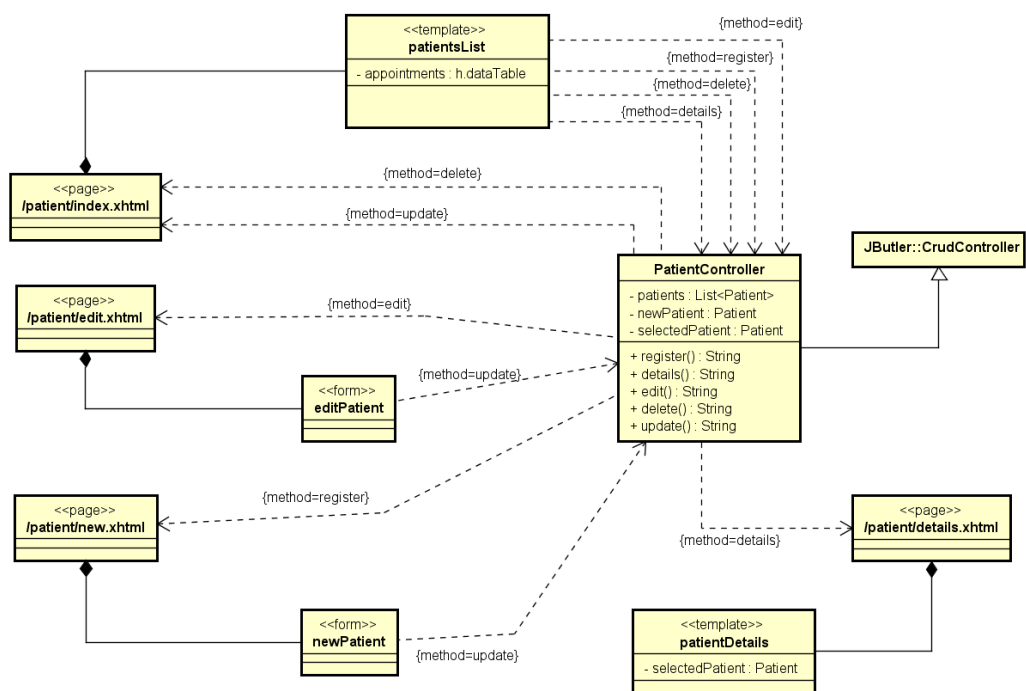 <<template>>
patientsList
- appointments : h.dataTable
{method=edit}
{method=register}
{method=delete}
{method=details}
<<page>>
/patient/index.xhtml
{method=delete}
{method=update}
PatientController
- patients : List<Patient>
- newPatient : Patient
- selectedPatient : Patient
+ register() : String
+ details() : String
+ edit() : String
+ delete() : String
+ update() : String
JButler::CrudController
<<page>>
/patient/edit.xhtml
{method=edit}
<<form>>
editPatient
{method=update}
<<page>>
/patient/new.xhtml
{method=register}
<<form>>
newPatient
{method=update}
{method=details}
<<page>>
/patient/details.xhtml
<<template>>
patientDetails
- selectedPatient : Patient